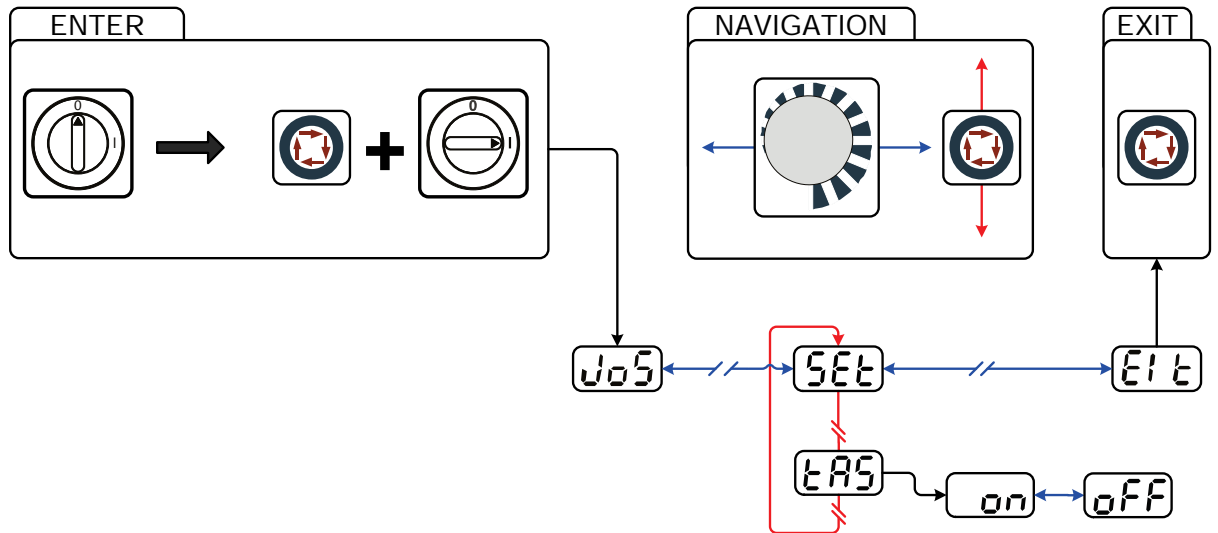 ENTER
NAVIGATION
EXIT
0
I
0
I
JoS
SEt
EIt
tAS
on
oFF